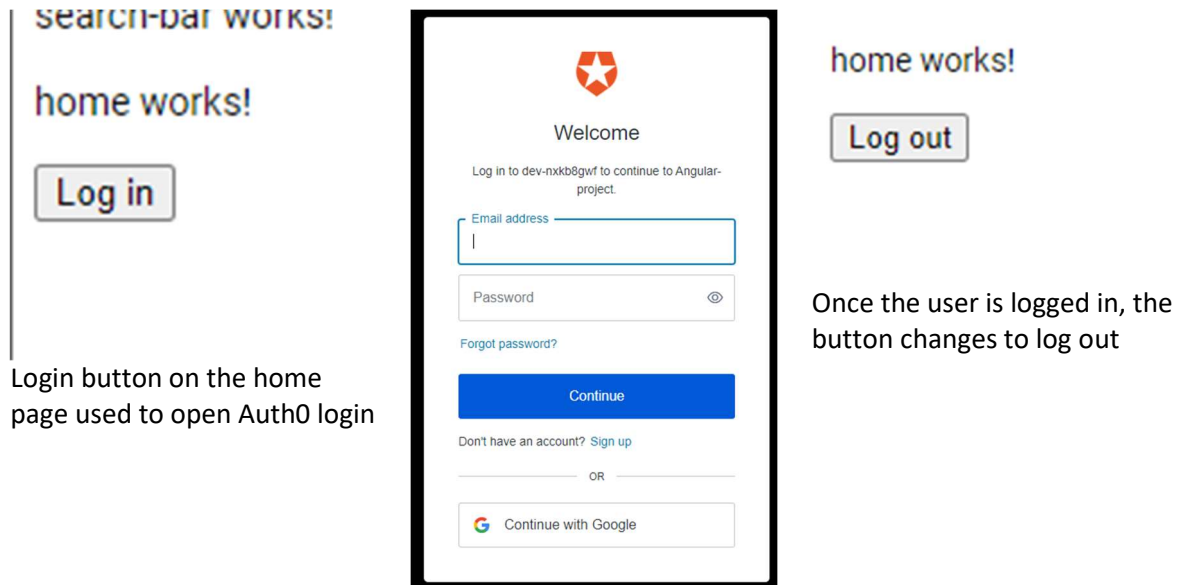 search-bar works!
home works!
Log in
Login button on the home
page used to open Auth0 login
Welcome
Log in to dev-nxkb8gwf to continue to Angular-
project.
Email address
Password
Forgot password?
Continue
Don't have an account? Sign up
OR
Continue with Google
home works!
Log out
Once the user is logged in, the
button changes to log out